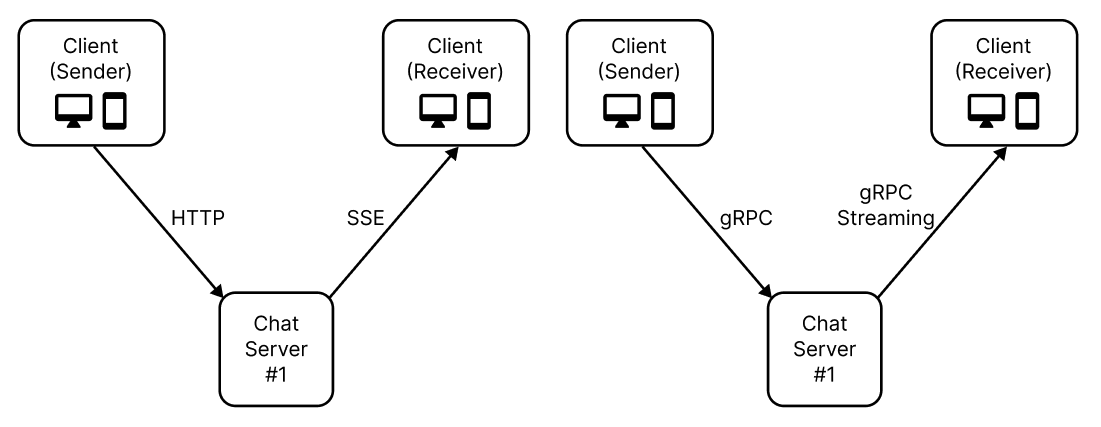 Client
(Sender)
Client
(Receiver)
HTTP
SSE
Chat
Server
#1
Client
(Sender)
Client
(Receiver)
gRPC
gRPC
Streaming
Chat
Server
#1